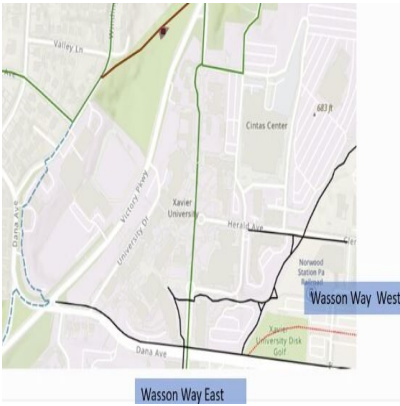 Valley Ln
Cintas Center
683 ft
Victory Pkwy
Xavier
University
Dana Ave
University Dr
Herald Ave
Norwood
Station Pa
Railroad
Wasson Way West
Xavier
University Disk
Golf
Dana Ave
Wasson Way East